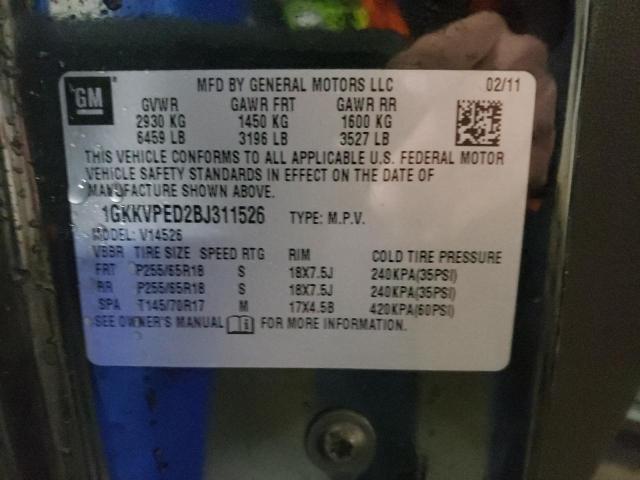 GM
MFD BY GENERAL MOTORS LLC 02/11
GVWR GAWR FRT GAWR RR
2930 KG 1450 KG 1600 KG
6459 LB 3196 LB 3527 LB
THIS VEHICLE CONFORMS TO ALL APPLICABLE U.S. FEDERAL MOTOR
VEHICLE SAFETY STANDARDS IN EFFECT ON THE DATE OF
MANUFACTURE SHOWN ABOVE.
1GKKVPED2BJ311526 TYPE: M.P.V.
MODEL: V14526
VBBR TIRE SIZE SPEED RTG RIM COLD TIRE PRESSURE
FRT P255/65R18 S 18X7.5J 240KPA(35PSI)
RR P255/65R18 S 18X7.5J 240KPA(35PSI)
SPA T145/70R17 M 17X4.5B 420KPA(60PSI)
SEE OWNER'S MANUAL FOR MORE INFORMATION.